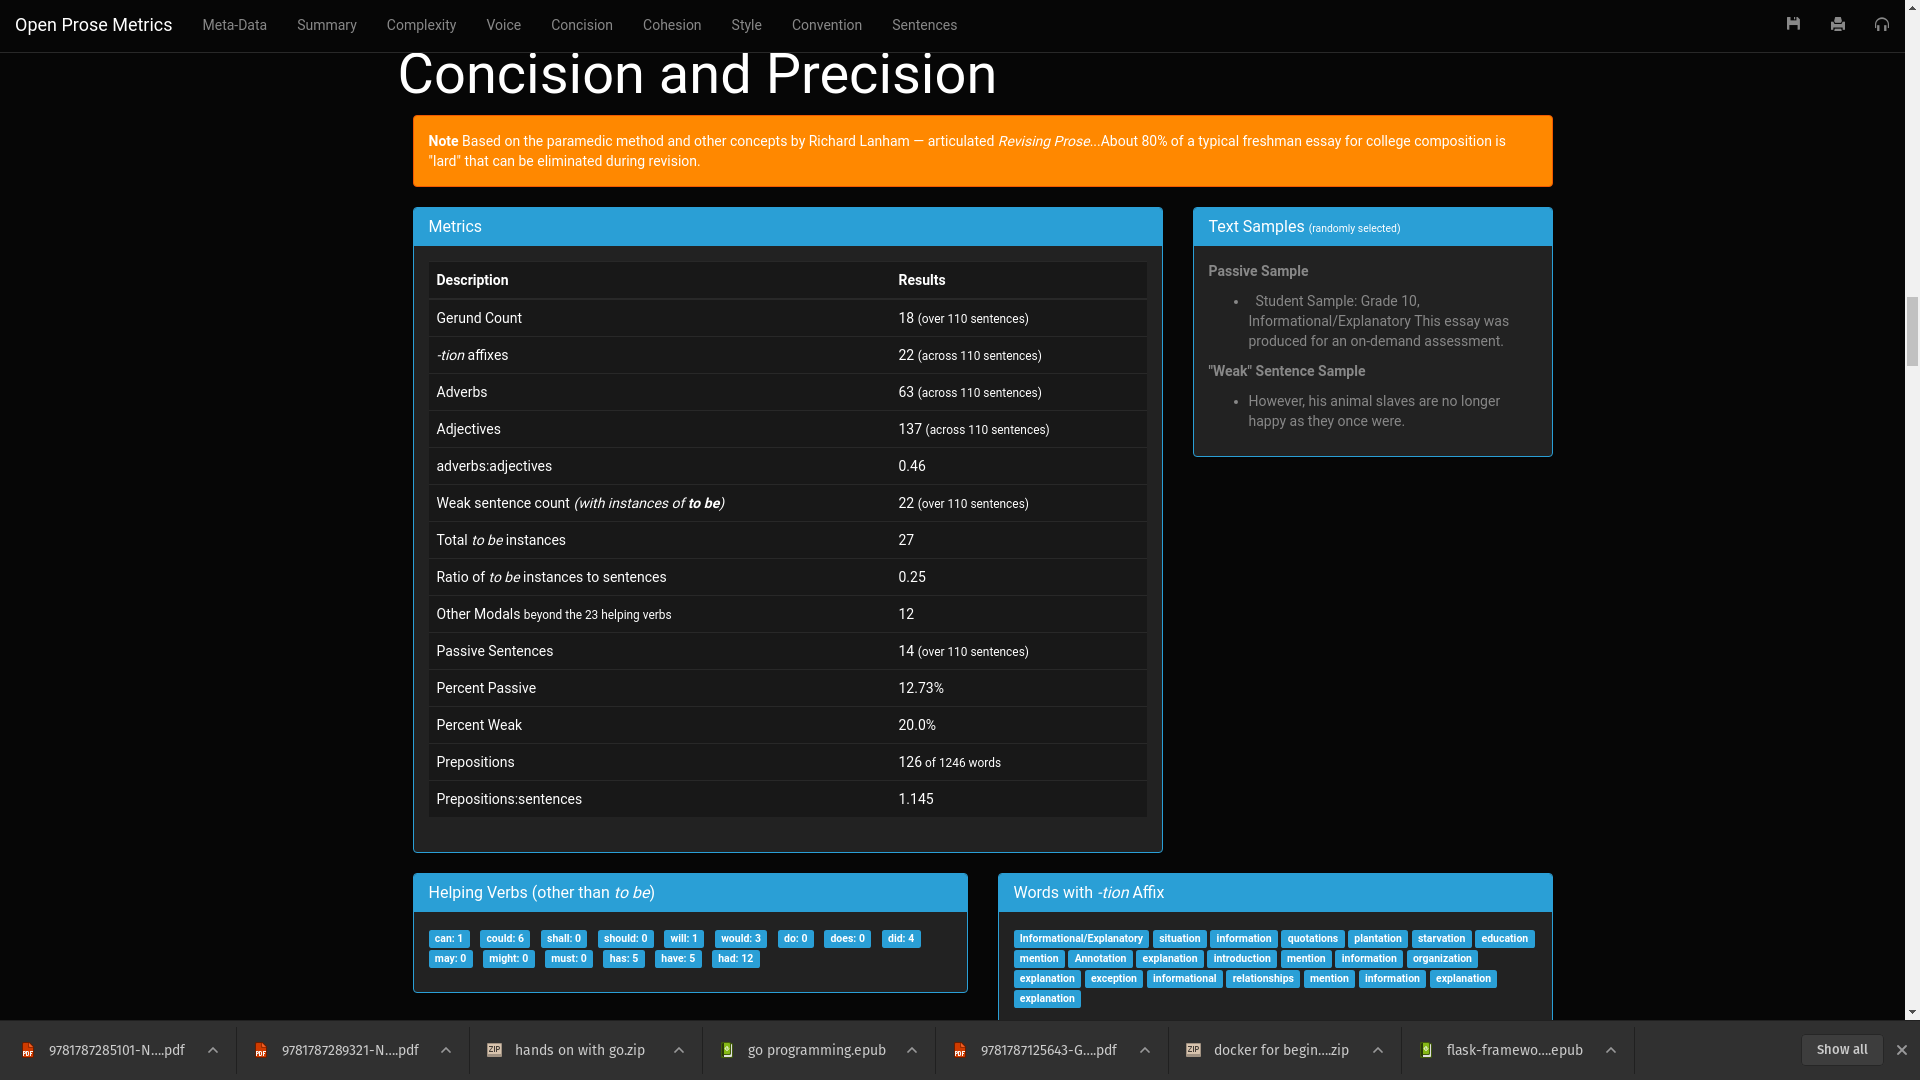 Open Prose Metrics Meta-Data Summary Complexity Voice Concision Cohesion Style Convention Sentences
Concision and Precision
Note Based on the paramedic method and other concepts by Richard Lanham — articulated Revising Prose...About 80% of a typical freshman essay for college composition is
"lard" that can be eliminated during revision.
Metrics
Description Results
Gerund Count 18 (over 110 sentences)
-tion affixes 22 (across 110 sentences)
Adverbs 63 (across 110 sentences)
Adjectives 137 (across 110 sentences)
adverbs:adjectives 0.46
Weak sentence count (with instances of to be) 22 (over 110 sentences)
Total to be instances 27
Ratio of to be instances to sentences 0.25
Other Modals beyond the 23 helping verbs 12
Passive Sentences 14 (over 110 sentences)
Percent Passive 12.73%
Percent Weak 20.0%
Prepositions 126 of 1246 words
Prepositions:sentences 1.145
Text Samples (randomly selected)
Passive Sample
• Student Sample: Grade 10,
Informational/Explanatory This essay was
produced for an on-demand assessment.
"Weak" Sentence Sample
• However, his animal slaves are no longer
happy as they once were.
Helping Verbs (other than to be)
can: 1 could: 6 shall: 0 should: 0 will: 1 would: 3 do: 0 does: 0 did: 4
may: 0 might: 0 must: 0 has: 5 have: 5 had: 12
Words with -tion Affix
Informational/Explanatory situation information quotations plantation starvation education
mention Annotation explanation introduction mention information organization
explanation exception informational relationships mention information explanation
explanation
9781787285101-N....pdf 9781787289321-N....pdf hands on with go.zip go programming.epub 9781787125643-G....pdf docker for begin....zip flask-framewo....epub Show all